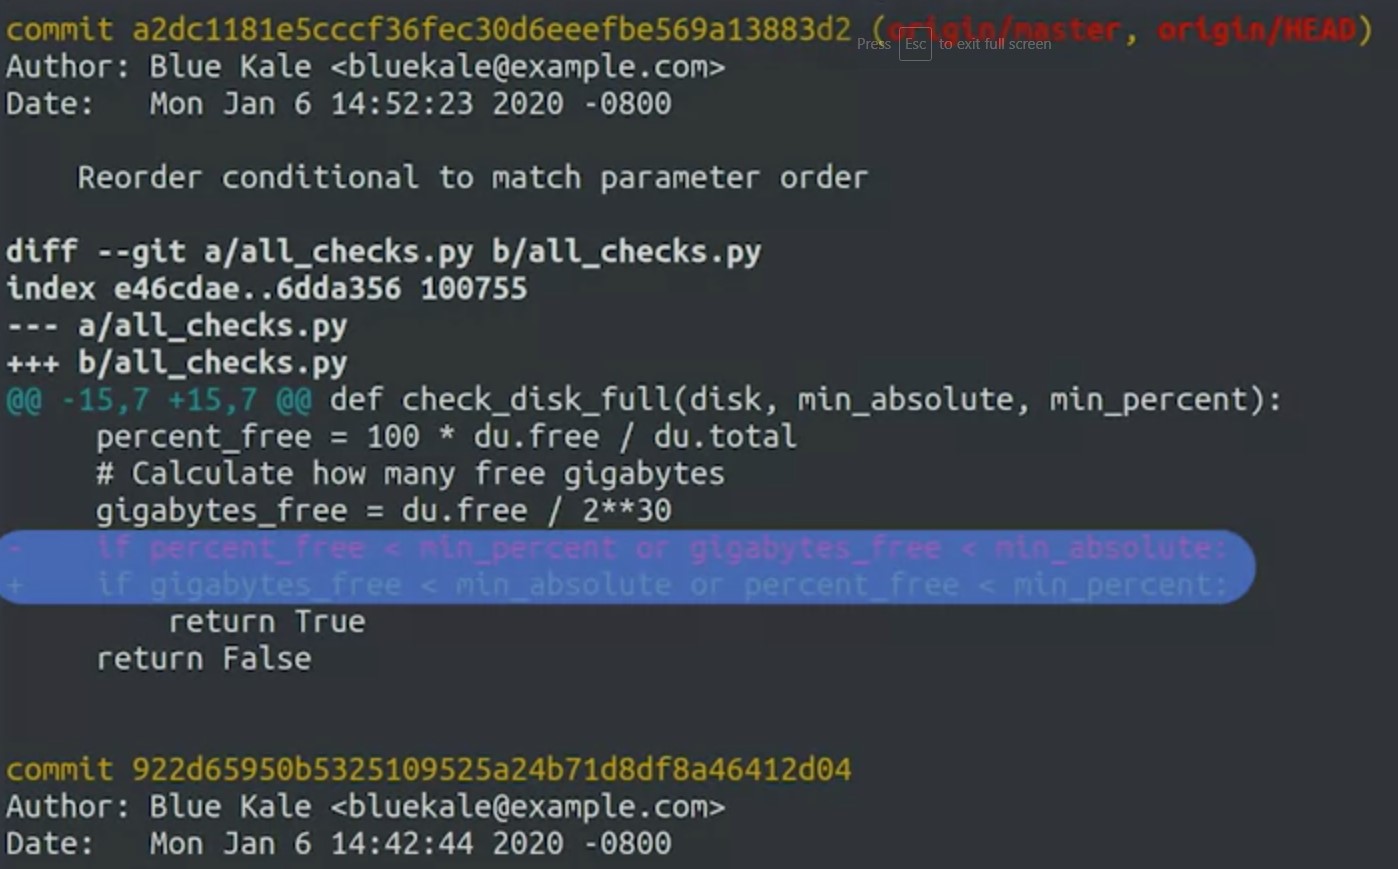 commit a2dc1181e5cccf36fec30d6eeefbe569a13883d2 (origin/master, origin/HEAD)
Press Esc to exit full screen
Author: Blue Kale <bluekale@example.com>
Date:   Mon Jan 6 14:52:23 2020 -0800
    Reorder conditional to match parameter order
diff --git a/all_checks.py b/all_checks.py
index e46cdae..6dda356 100755
--- a/all_checks.py
+++ b/all_checks.py
@@ -15,7 +15,7 @@ def check_disk_full(disk, min_absolute, min_percent):
     percent_free = 100 * du.free / du.total
     # Calculate how many free gigabytes
     gigabytes_free = du.free / 2**30
-    if percent_free < min_percent or gigabytes_free < min_absolute:
+    if gigabytes_free < min_absolute or percent_free < min_percent:
         return True
     return False
commit 922d65950b5325109525a24b71d8df8a46412d04
Author: Blue Kale <bluekale@example.com>
Date:   Mon Jan 6 14:42:44 2020 -0800